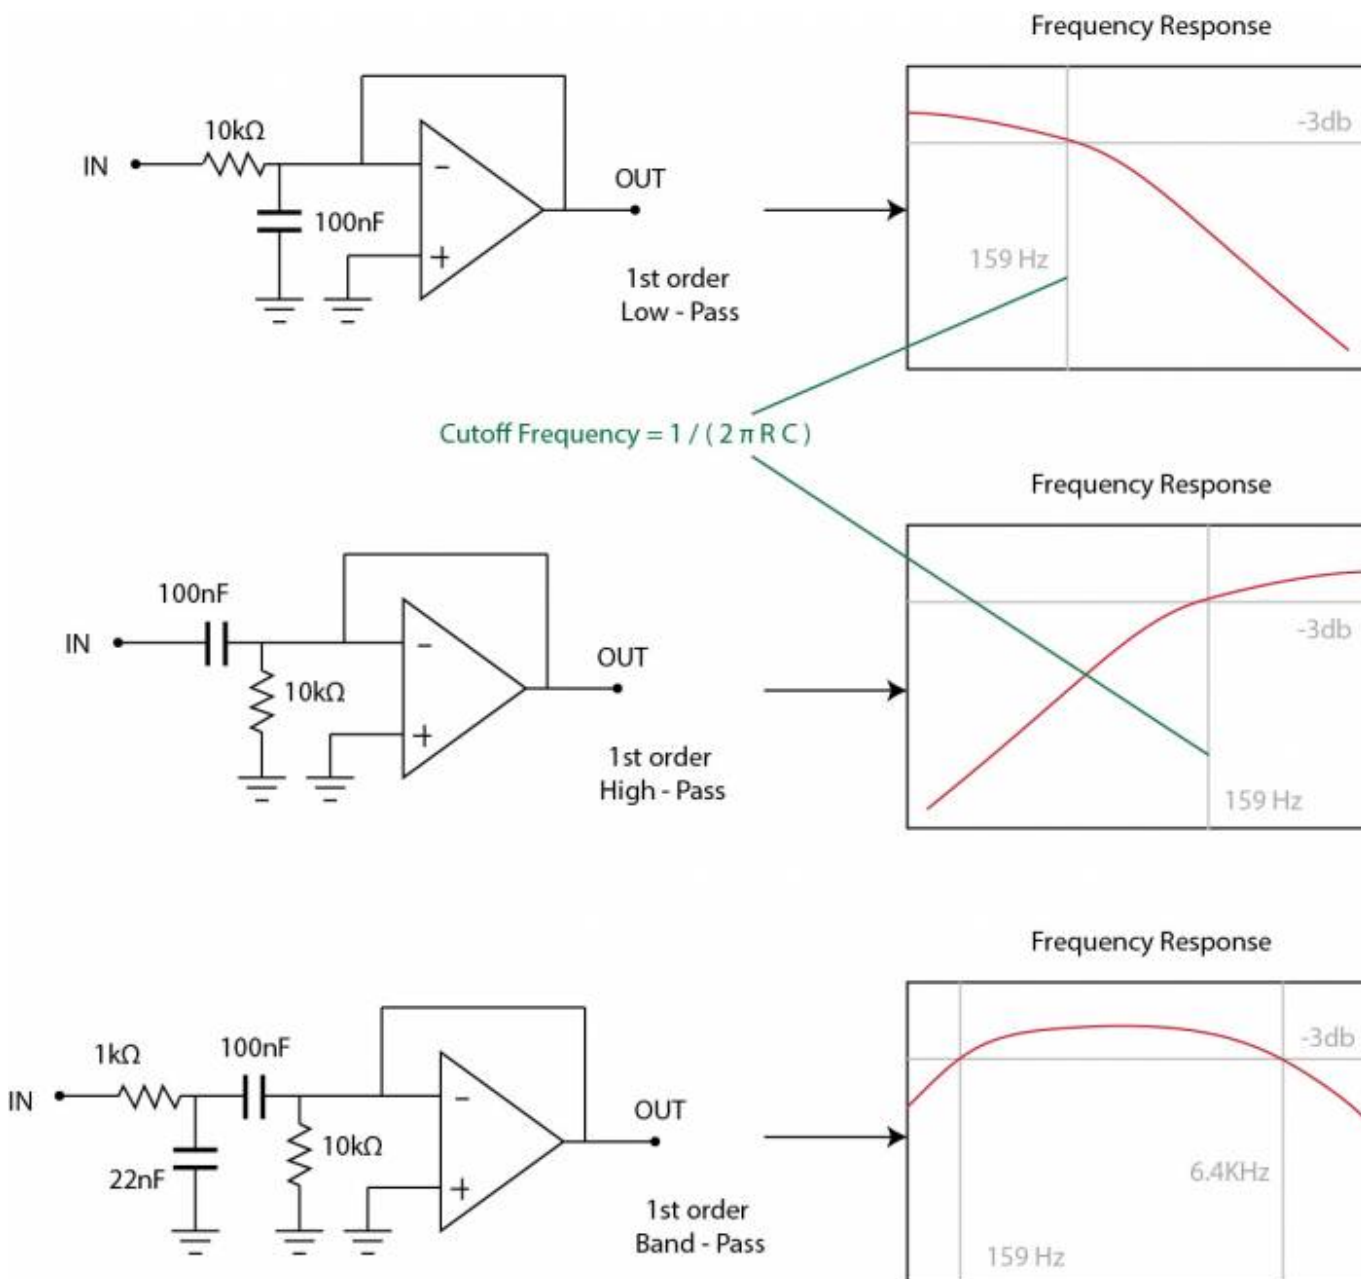 Frequency Response
10kΩ
IN
−
100nF
+
OUT
1st order
Low - Pass
-3db
159 Hz
Cutoff Frequency = 1 / ( 2 π R C )
Frequency Response
100nF
IN
−
10kΩ
+
OUT
1st order
High - Pass
-3db
159 Hz
Frequency Response
1kΩ
100nF
IN
−
10kΩ
22nF
+
OUT
1st order
Band - Pass
-3db
6.4KHz
159 Hz